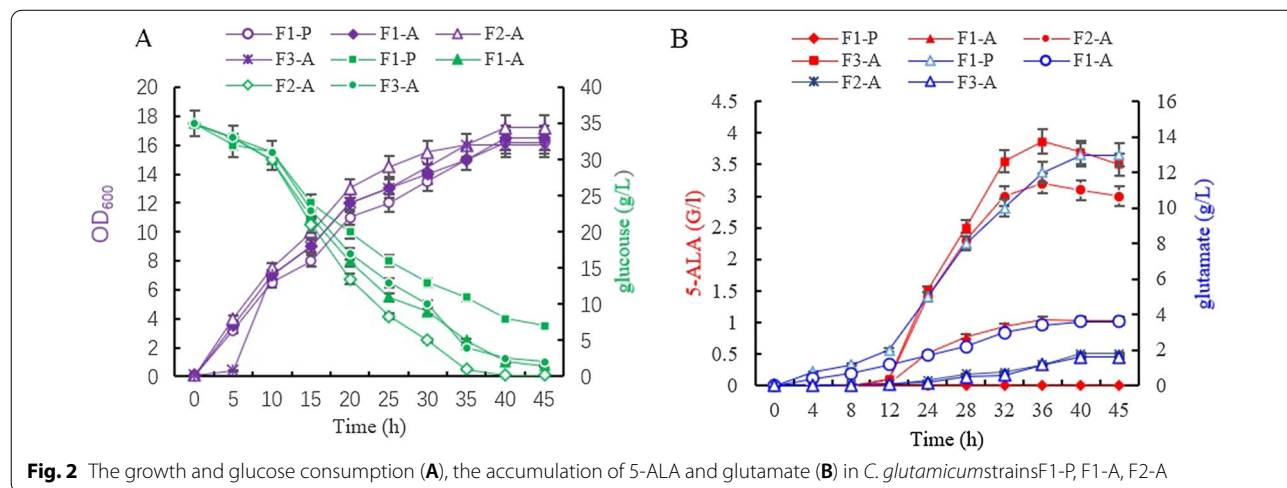 A
F1-P F1-A F2-A
F3-A F1-P F1-A
F2-A F3-A
OD600
18
16
14
12
10
8
6
4
2
0
40
35
30
25
20
15
10
5
0
glucouse (g/L)
0 5 10 15 20 25 30 35 40 45
Time (h)
B
F1-P F1-A F2-A
F3-A F1-P F1-A
F2-A F3-A
5-ALA (G/l)
4.5
4
3.5
3
2.5
2
1.5
1
0.5
0
16
14
12
10
8
6
4
2
0
glutamate (g/L)
0 4 8 12 24 28 32 36 40 45
Time (h)
Fig. 2 The growth and glucose consumption (A), the accumulation of 5-ALA and glutamate (B) in C. glutamicumstrainsF1-P, F1-A, F2-A